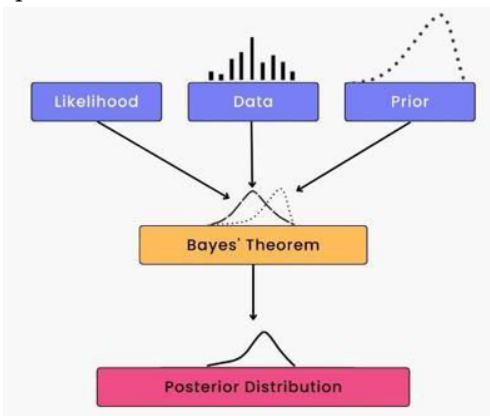 Likelihood
Data
Prior
Bayes' Theorem
Posterior Distribution